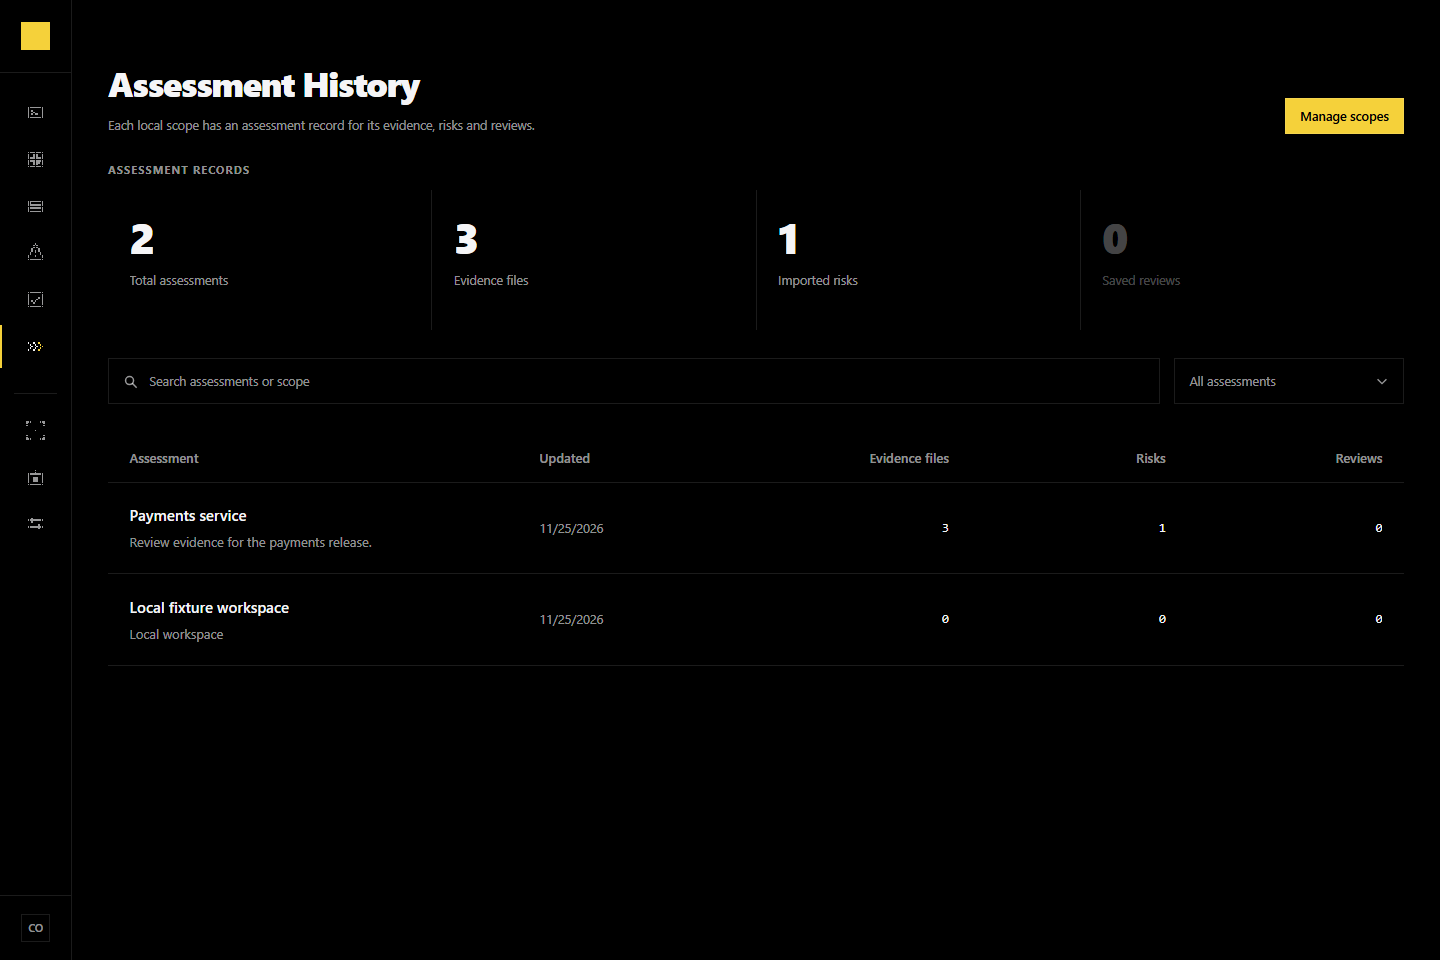 Assessment History
Each local scope has an assessment record for its evidence, risks and reviews.
Manage scopes
ASSESSMENT RECORDS
2
Total assessments
3
Evidence files
1
Imported risks
0
Saved reviews
Search assessments or scope
All assessments
Assessment Updated Evidence files Risks Reviews
Payments service
Review evidence for the payments release.
11/25/2026 3 1 0
Local fixture workspace
Local workspace
11/25/2026 0 0 0
CO